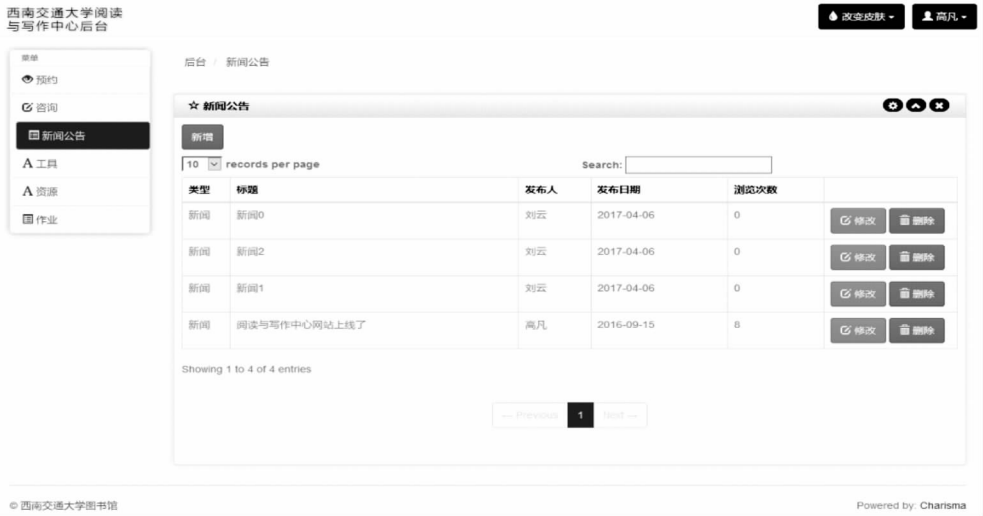 西南交通大学阅读
与写作中心后台
改变皮肤
高凡
菜单
预约
咨询
新闻公告
工具
资源
作业
后台 / 新闻公告
新闻公告
新增
10 records per page
Search:
类型 标题 发布人 发布日期 浏览次数
新闻 新闻0 刘云 2017-04-06 0 修改 删除
新闻 新闻2 刘云 2017-04-06 0 修改 删除
新闻 新闻1 刘云 2017-04-06 0 修改 删除
新闻 阅读与写作中心网站上线了 高凡 2016-09-15 8 修改 删除
Showing 1 to 4 of 4 entries
← Previous 1 Next →
© 西南交通大学图书馆
Powered by: Charisma